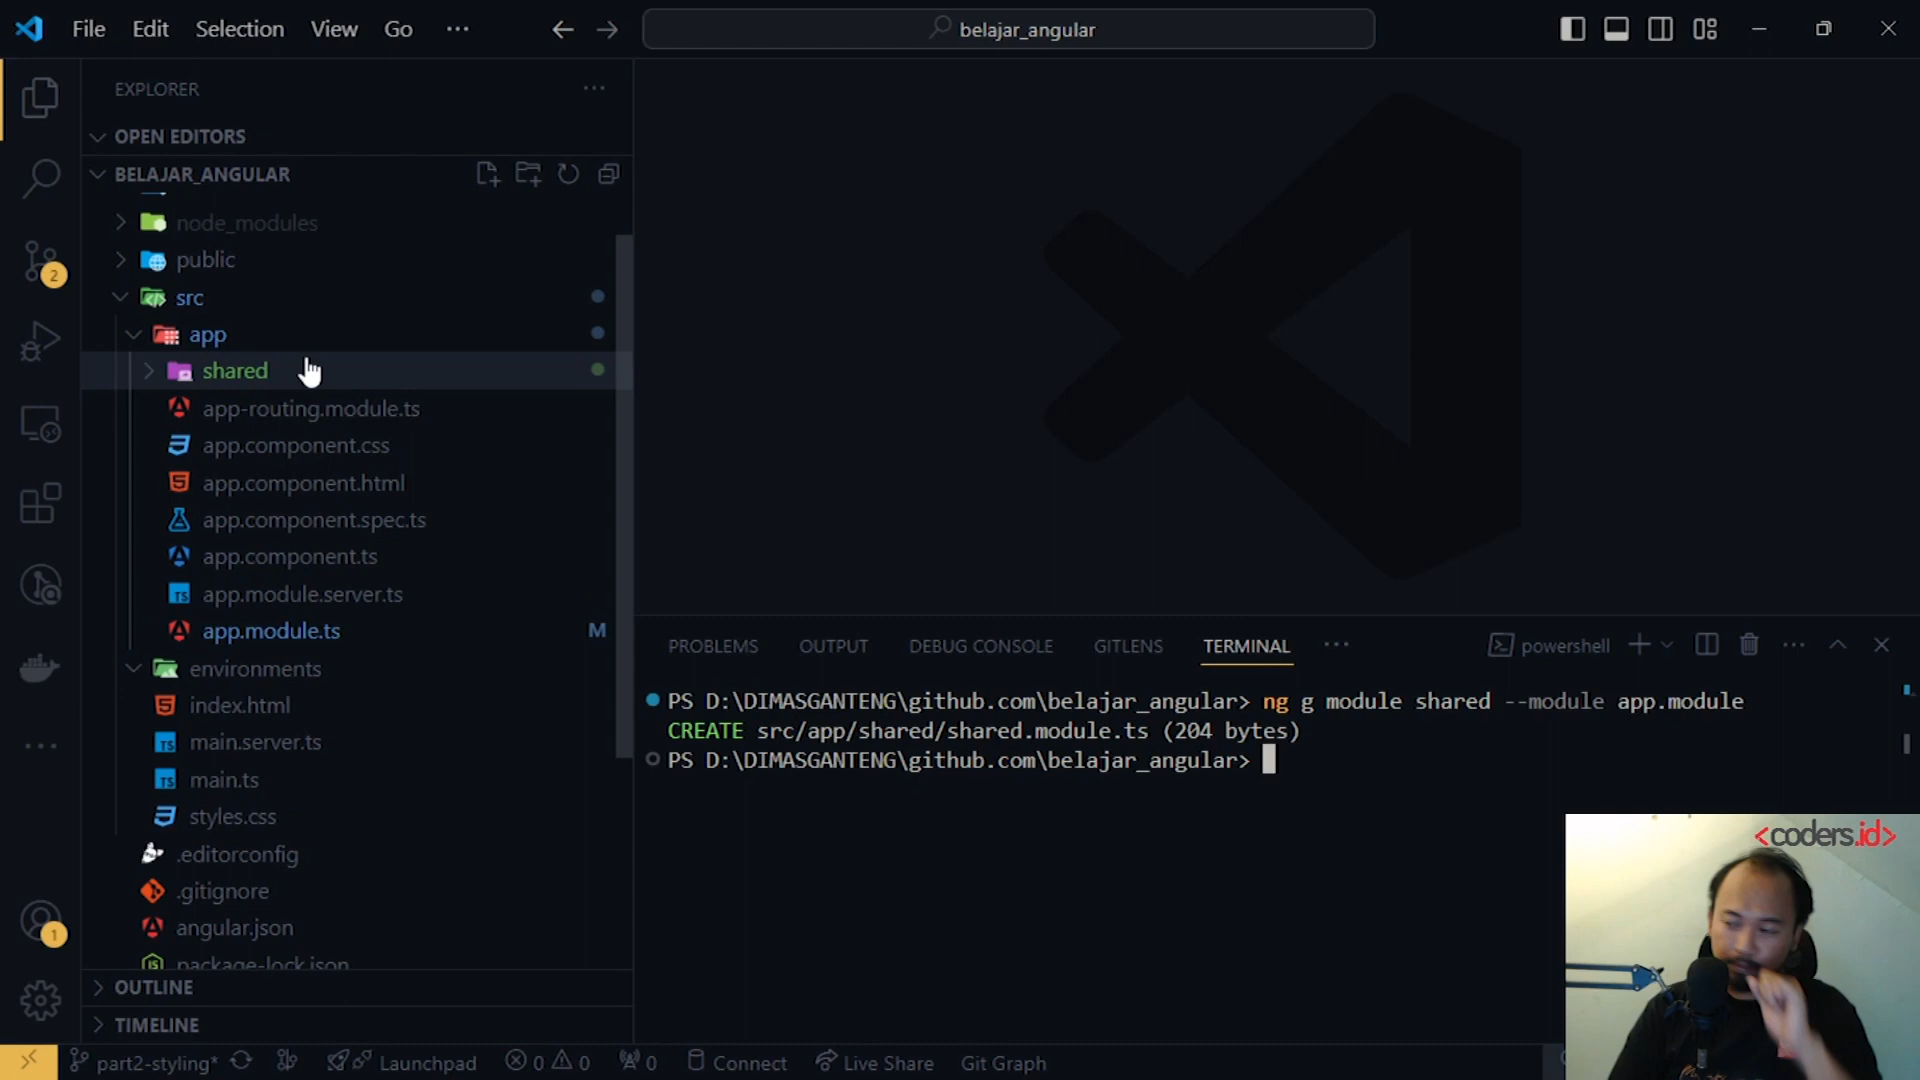 File Edit Selection View Go ...
belajar_angular
EXPLORER
OPEN EDITORS
BELAJAR_ANGULAR
node_modules
public
src
app
shared
app-routing.module.ts
app.component.css
app.component.html
app.component.spec.ts
app.component.ts
app.module.server.ts
app.module.ts M
environments
index.html
main.server.ts
main.ts
styles.css
.editorconfig
.gitignore
angular.json
package-lock.json
OUTLINE
TIMELINE
2
1
PROBLEMS OUTPUT DEBUG CONSOLE GITLENS TERMINAL ... powershell
PS D:\DIMASGANTENG\github.com\belajar_angular> ng g module shared --module app.module
CREATE src/app/shared/shared.module.ts (204 bytes)
PS D:\DIMASGANTENG\github.com\belajar_angular>
<coders.id>
part2-styling* Launchpad 0 0 0 Connect Live Share Git Graph